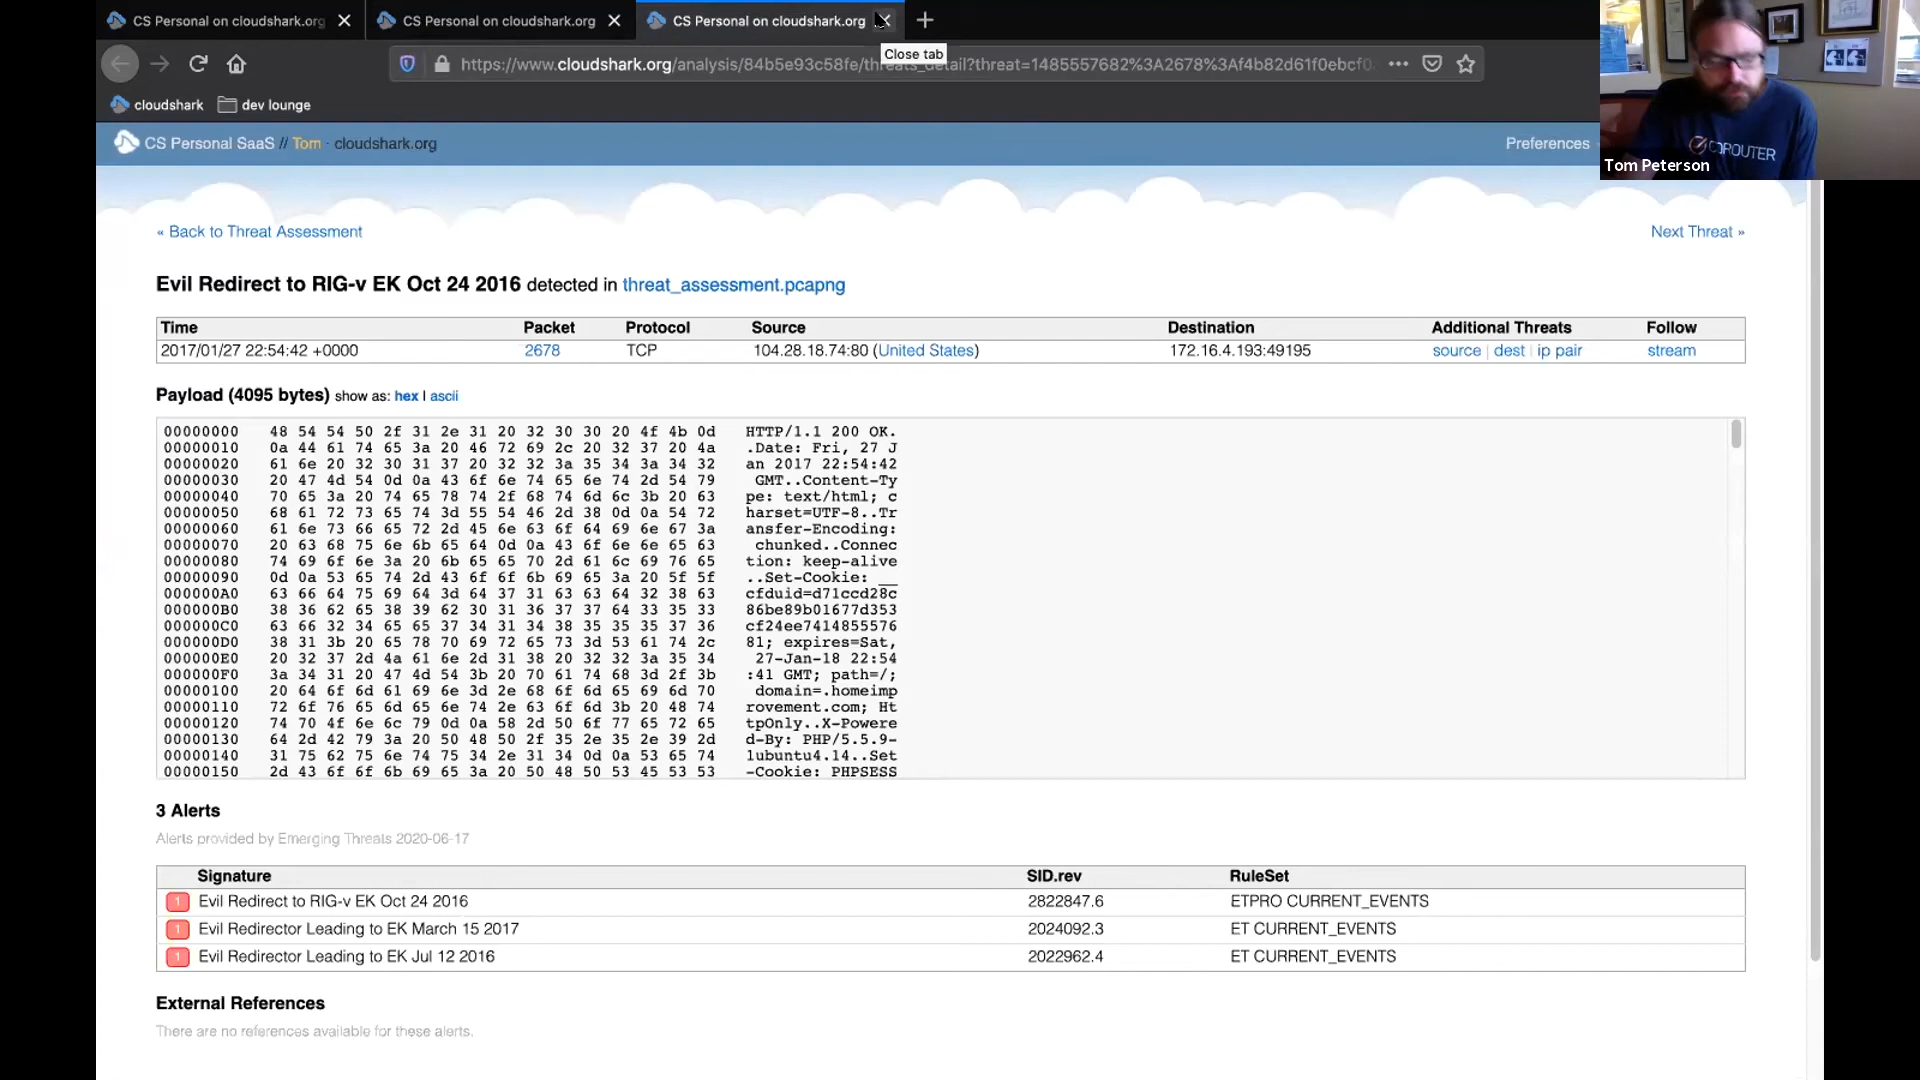 CS Personal on cloudshark.org
CS Personal on cloudshark.org
CS Personal on cloudshark.org
Close tab
https://www.cloudshark.org/analysis/84b5e93c58fe/threats_detail?threat=1485557682%3A2678%3Af4b82d61f0ebcf0
cloudshark
dev lounge
CS Personal SaaS // Tom · cloudshark.org
Preferences
Tom Peterson
« Back to Threat Assessment
Next Threat »
Evil Redirect to RIG-v EK Oct 24 2016 detected in threat_assessment.pcapng
Time Packet Protocol Source Destination Additional Threats Follow
2017/01/27 22:54:42 +0000 2678 TCP 104.28.18.74:80 (United States) 172.16.4.193:49195 source | dest | ip pair stream
Payload (4095 bytes) show as: hex | ascii
00000000 48 54 54 50 2f 31 2e 31 20 32 30 30 20 4f 4b 0d HTTP/1.1 200 OK.
00000010 0a 44 61 74 65 3a 20 46 72 69 2c 20 32 37 20 4a .Date: Fri, 27 J
00000020 61 6e 20 32 30 31 37 20 32 32 3a 35 34 3a 34 32 an 2017 22:54:42
00000030 20 47 4d 54 0d 0a 43 6f 6e 74 65 6e 74 2d 54 79 GMT..Content-Ty
00000040 70 65 3a 20 74 65 78 74 2f 68 74 6d 6c 3b 20 63 pe: text/html; c
00000050 68 61 72 73 65 74 3d 55 54 46 2d 38 0d 0a 54 72 harset=UTF-8..Tr
00000060 61 6e 73 66 65 72 2d 45 6e 63 6f 64 69 6e 67 3a ansfer-Encoding:
00000070 20 63 68 75 6e 6b 65 64 0d 0a 43 6f 6e 6e 65 63 chunked..Connec
00000080 74 69 6f 6e 3a 20 6b 65 65 70 2d 61 6c 69 76 65 tion: keep-alive
00000090 0d 0a 53 65 74 2d 43 6f 6f 6b 69 65 3a 20 5f 5f ..Set-Cookie: __
000000A0 63 66 64 75 69 64 3d 64 37 31 63 63 64 32 38 63 cfduid=d71ccd28c
000000B0 38 36 62 65 38 39 62 30 31 36 37 37 64 33 35 33 86be89b01677d353
000000C0 63 66 32 34 65 65 37 34 31 34 38 35 35 35 37 36 cf24ee7414855576
000000D0 38 31 3b 20 65 78 70 69 72 65 73 3d 53 61 74 2c 81; expires=Sat,
000000E0 20 32 37 2d 4a 61 6e 2d 31 38 20 32 32 3a 35 34 27-Jan-18 22:54
000000F0 3a 34 31 20 47 4d 54 3b 20 70 61 74 68 3d 2f 3b :41 GMT; path=/;
00000100 20 64 6f 6d 61 69 6e 3d 2e 68 6f 6d 65 69 6d 70 domain=.homeimp
00000110 72 6f 76 65 6d 65 6e 74 2e 63 6f 6d 3b 20 48 74 rovement.com; Ht
00000120 74 70 4f 6e 6c 79 0d 0a 58 2d 50 6f 77 65 72 65 tpOnly..X-Powere
00000130 64 2d 42 79 3a 20 50 48 50 2f 35 2e 35 2e 39 2d d-By: PHP/5.5.9-
00000140 31 75 62 75 6e 74 75 34 2e 31 34 0d 0a 53 65 74 1ubuntu4.14..Set
00000150 2d 43 6f 6f 6b 69 65 3a 20 50 48 50 53 45 53 53 -Cookie: PHPSESS
3 Alerts
Alerts provided by Emerging Threats 2020-06-17
Signature SID.rev RuleSet
1 Evil Redirect to RIG-v EK Oct 24 2016 2822847.6 ETPRO CURRENT_EVENTS
1 Evil Redirector Leading to EK March 15 2017 2024092.3 ET CURRENT_EVENTS
1 Evil Redirector Leading to EK Jul 12 2016 2022962.4 ET CURRENT_EVENTS
External References
There are no references available for these alerts.